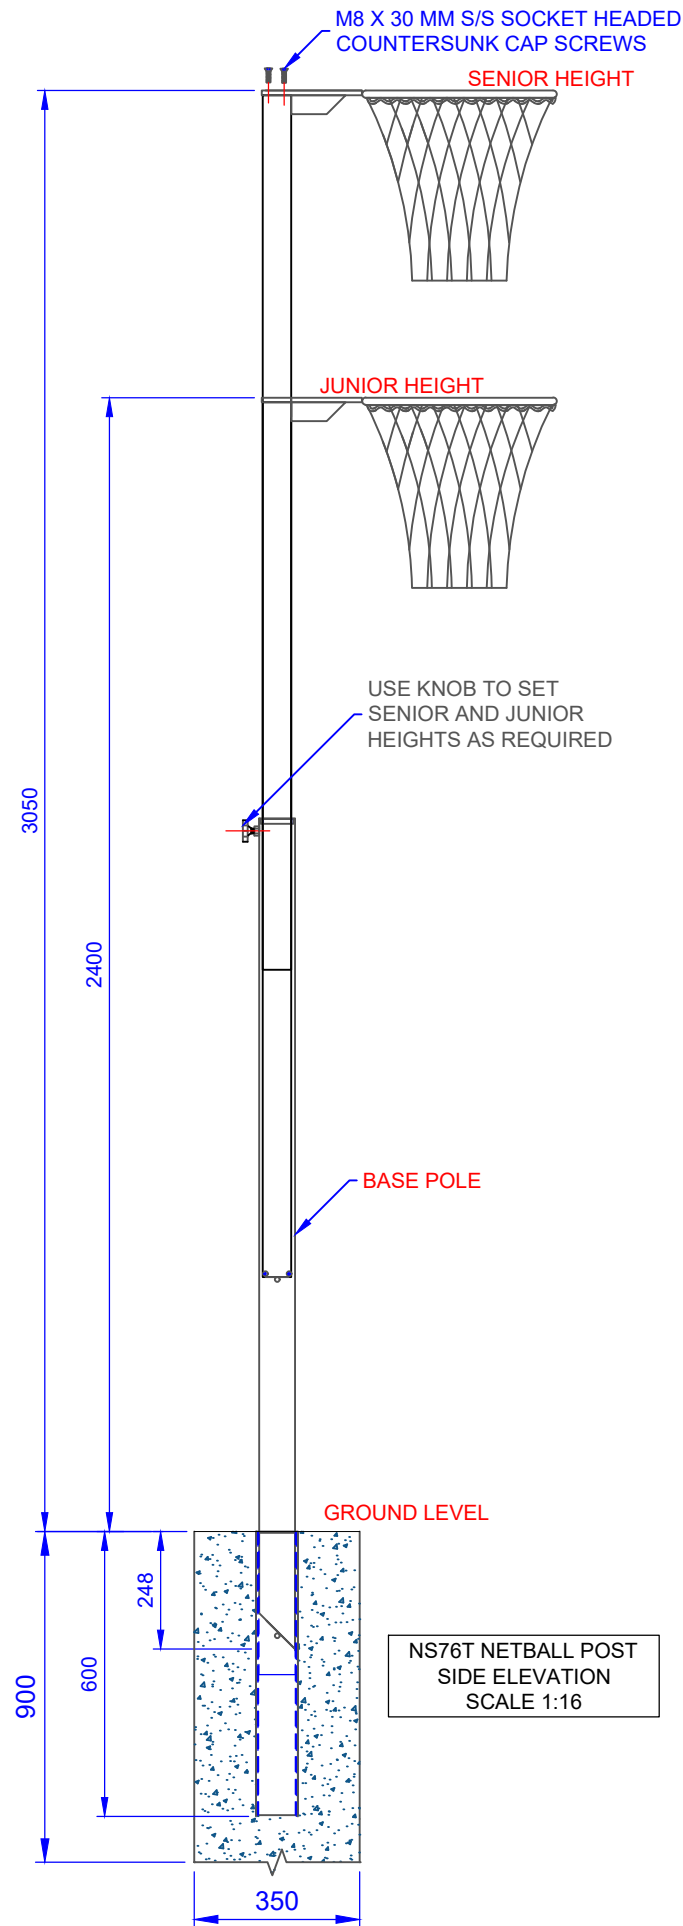 M8 X 30 MM S/S SOCKET HEADED
COUNTERSUNK CAP SCREWS
SENIOR HEIGHT
JUNIOR HEIGHT
USE KNOB TO SET
SENIOR AND JUNIOR
HEIGHTS AS REQUIRED
3050
2400
BASE POLE
GROUND LEVEL
248
600
900
NS76T NETBALL POST
SIDE ELEVATION
SCALE 1:16
350